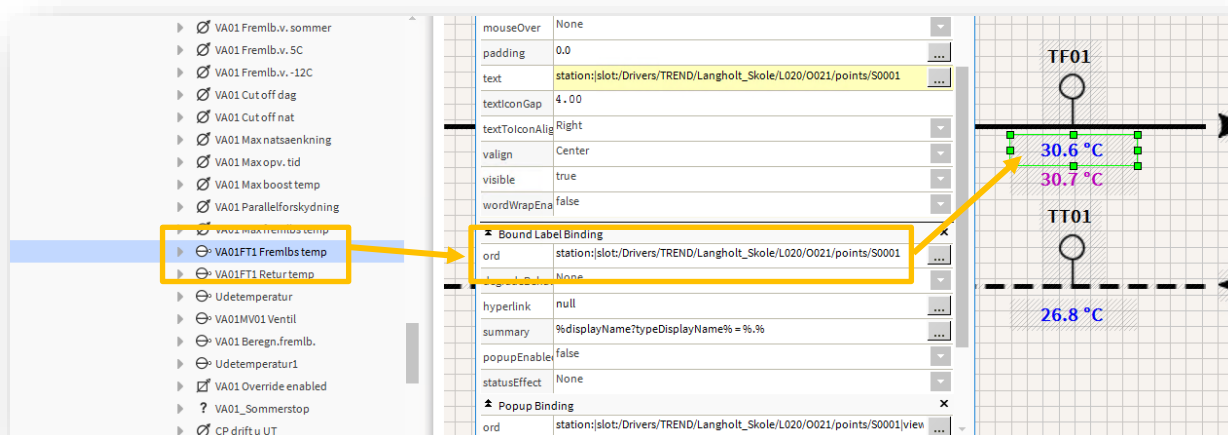 VA01 Fremlb.v. sommer
VA01 Fremlb.v. 5C
VA01 Fremlb.v. -12C
VA01 Cut off dag
VA01 Cut off nat
VA01 Max natsaenkning
VA01 Max opv. tid
VA01 Max boost temp
VA01 Parallelforskydning
VA01 Max fremlbs temp
VA01FT1 Fremlbs temp
VA01FT1 Retur temp
Udetemperatur
VA01MV01 Ventil
VA01 Beregn.fremlb.
Udetemperatur1
VA01 Override enabled
? VA01_Sommerstop
CP drift u UT
mouseOver None
padding 0.0 ...
text station:|slot:/Drivers/TREND/Langholt_Skole/L020/O021/points/S0001 ...
textIconGap 4.00
textToIconAlig Right
valign Center
visible true
wordWrapEna false
Bound Label Binding ×
ord station:|slot:/Drivers/TREND/Langholt_Skole/L020/O021/points/S0001 ...
None
hyperlink null ...
summary %displayName?typeDisplayName% = %.% ...
popupEnable false
statusEffect None
Popup Binding ×
ord station:|slot:/Drivers/TREND/Langholt_Skole/L020/O021/points/S0001|view ...
TF01
30.6 °C
30.7 °C
TT01
26.8 °C